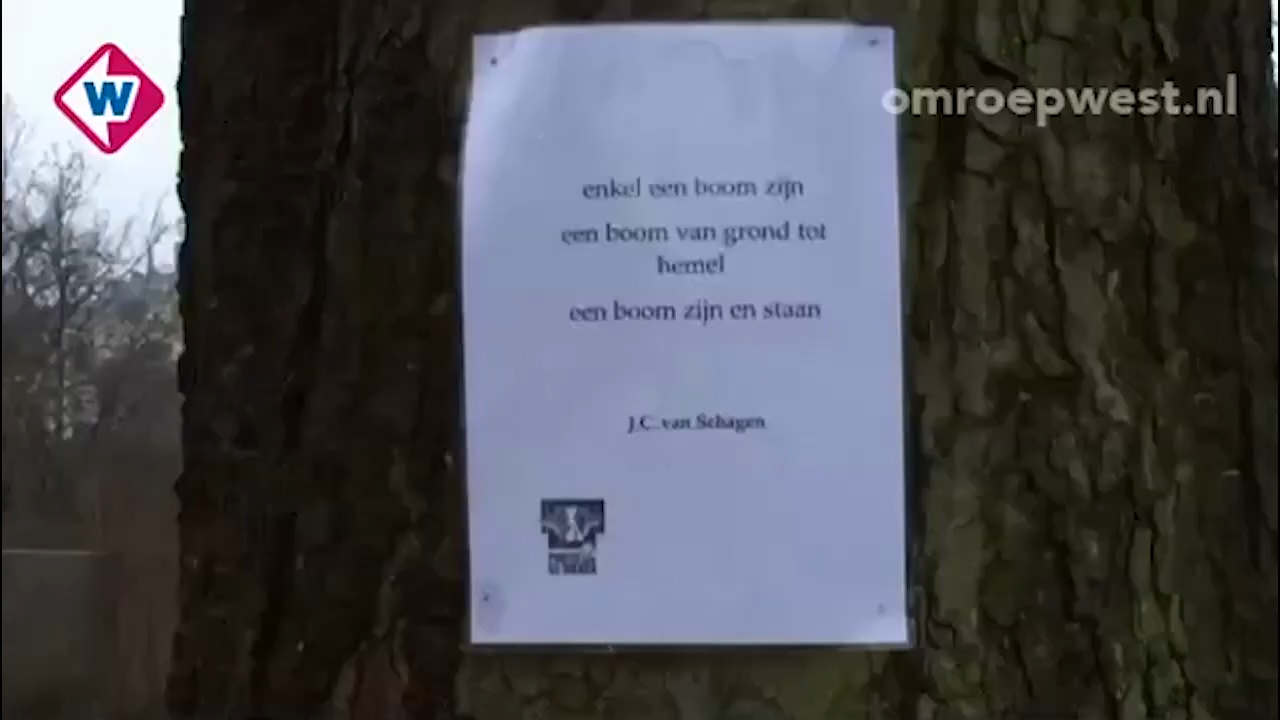 W
omroepwest.nl
enkel een boom zijn
een boom van grond tot
hemel
een boom zijn en staan
J.C. van Schagen